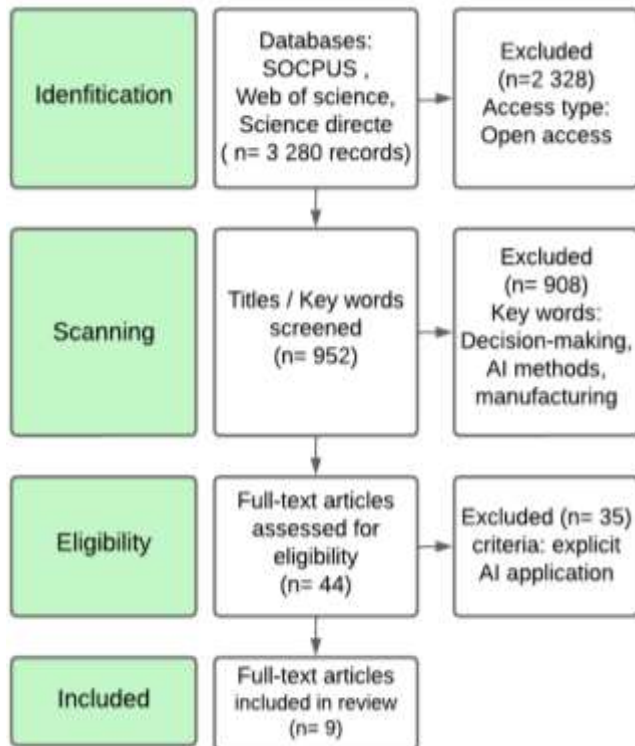 Idenfitication
Databases:
SOCPUS ,
Web of science,
Science directe
( n= 3 280 records)
Excluded
(n=2 328)
Access type:
Open access
Scanning
Titles / Key words
screened
(n= 952)
Excluded
(n= 908)
Key words:
Decision-making,
AI methods,
manufacturing
Eligibility
Full-text articles
assessed for
eligibility
(n= 44)
Excluded (n= 35)
criteria: explicit
AI application
Included
Full-text articles
included in review
(n= 9)